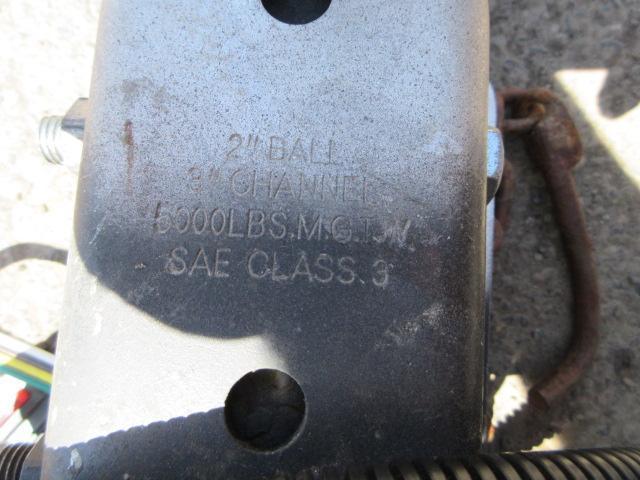 2" BALL
3" CHANNEL
5000LBS.M.G.T.W.
SAE CLASS.3